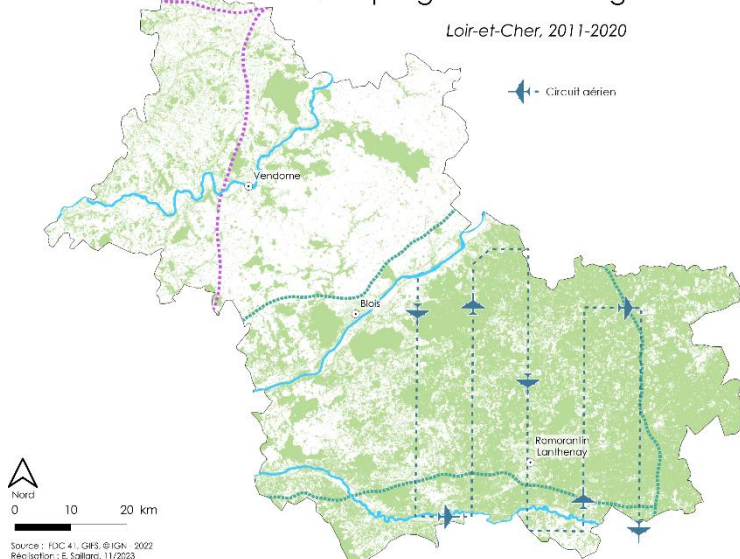 Loir-et-Cher, 2011-2020
Circuit aérien
Vendome
Blois
Romorantin
Lanthenay
Nord
0 10 20 km
Source : FDC 41, GIFS, © IGN - 2022
Réalisation : E. Saillard, 11/2023